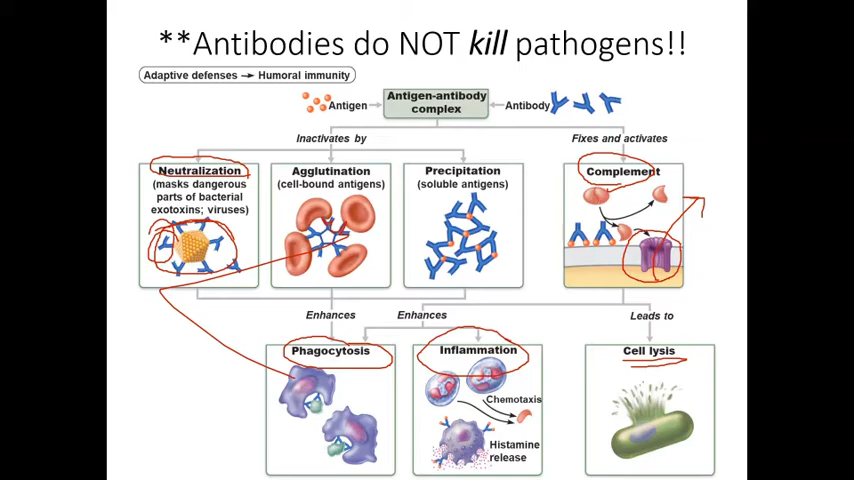 **Antibodies do NOT kill pathogens!!
Adaptive defenses → Humoral immunity
Antigen
Antigen-antibody
complex
Antibody
Inactivates by
Fixes and activates
Neutralization
(masks dangerous
parts of bacterial
exotoxins; viruses)
Agglutination
(cell-bound antigens)
Precipitation
(soluble antigens)
Complement
Enhances
Enhances
Leads to
Phagocytosis
Inflammation
Chemotaxis
Histamine
release
Cell lysis